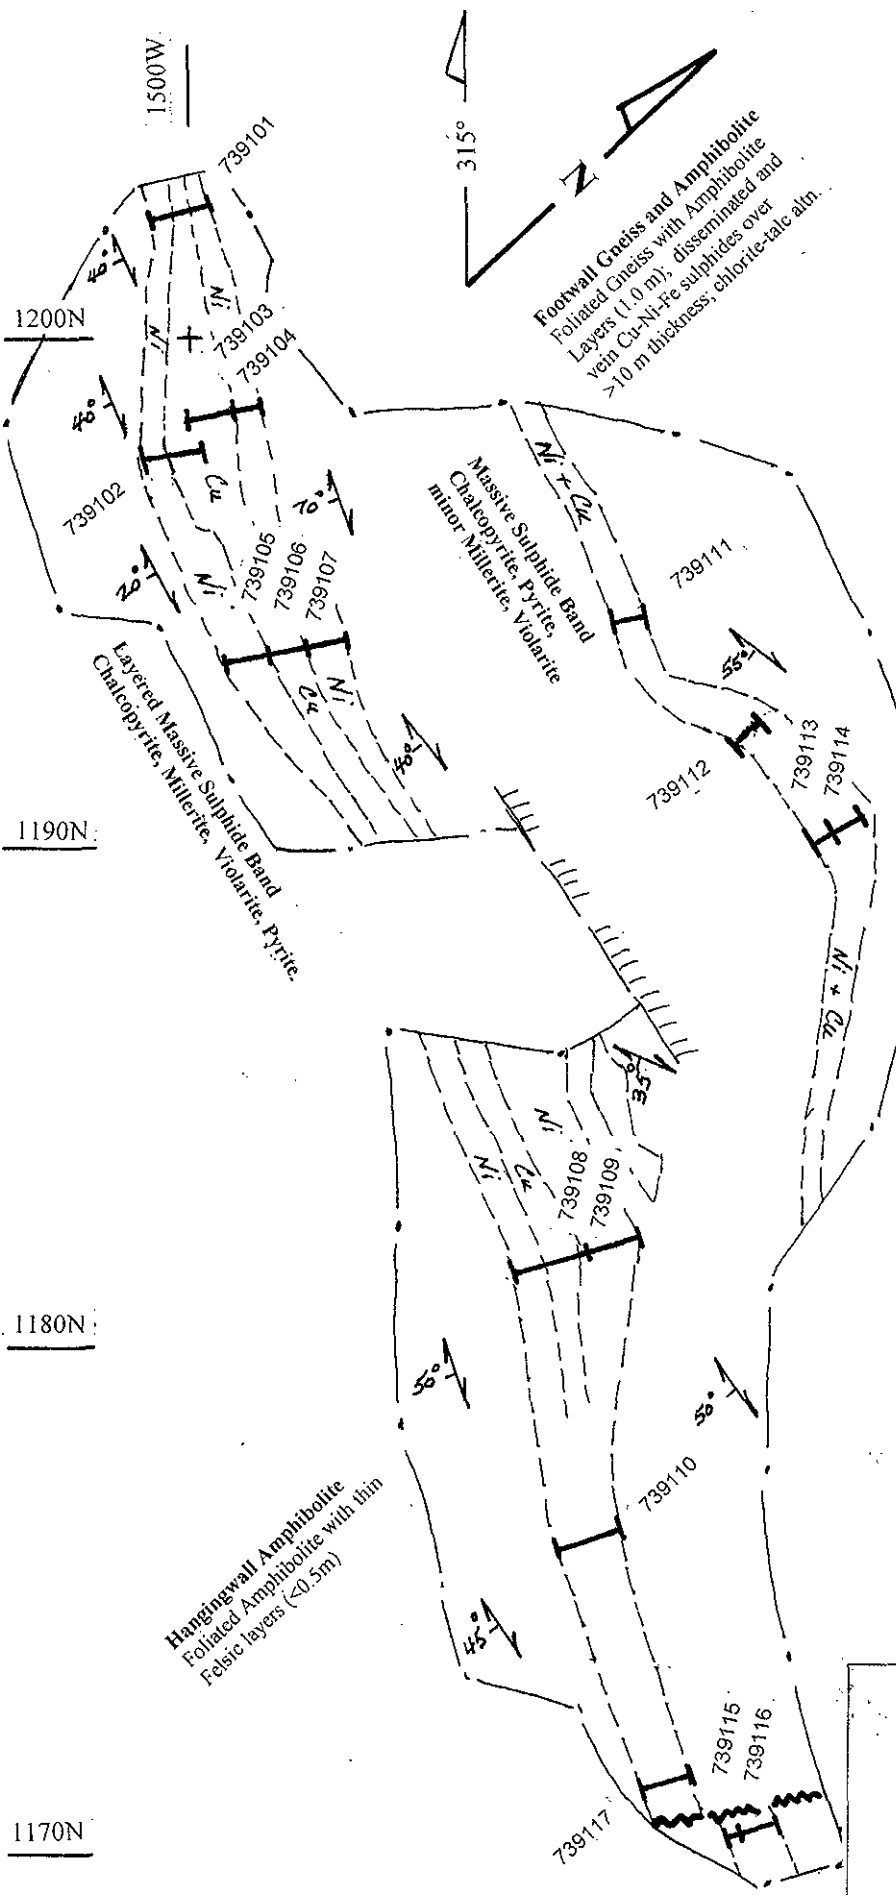 1500W
739101
315°
N
Footwall Gneiss and Amphibolite
Foliated Gneiss with Amphibolite
Layers (1.0 m), disseminated and
vein Cu-Ni-Fe sulphides over
>10 m thickness; chlorite-talc altn.
40°
Ni
1200N
Ni
739103
739104
40°
Cu
739102
70°
Ni + Cu
Massive Sulphide Band
Chalcopyrite, Pyrite,
minor Millerite, Violarite
739111
20°
Ni
739105
739106
739107
Cu
Ni
55°
Layered Massive Sulphide Band
Chalcopyrite, Millerite, Violarite, Pyrite
40°
739112
739113
739114
1190N
Ni + Cu
35°
Ni
Ni
Cu
739108
739109
1180N
50°
50°
739110
Hangingwall Amphibolite
Foliated Amphibolite with thin
Felsic layers (<0.5m)
45°
739115
739116
739117
1170N